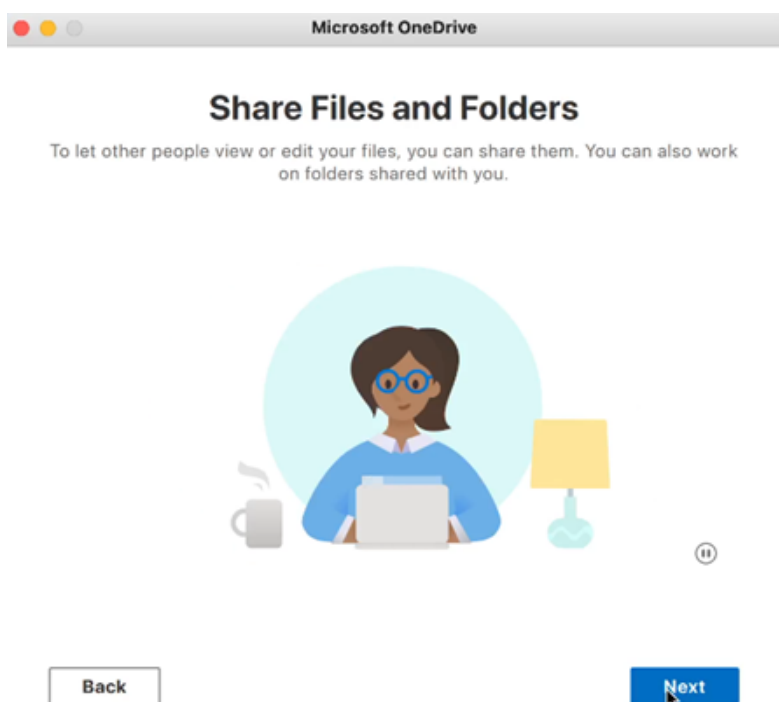 Microsoft OneDrive
Share Files and Folders
To let other people view or edit your files, you can share them. You can also work
on folders shared with you.
Back
Next